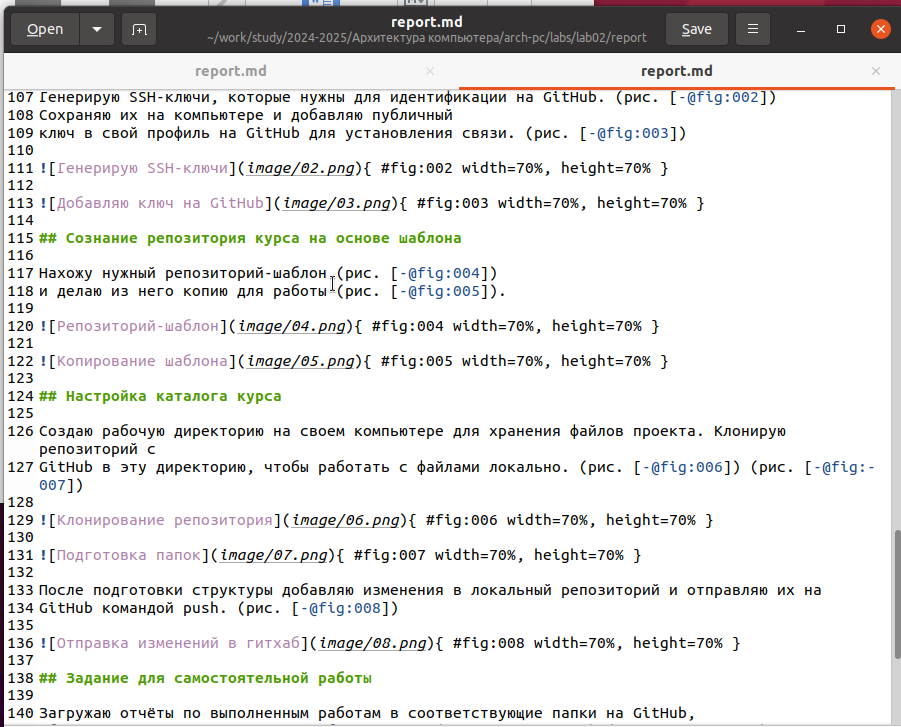 Open
report.md
~/work/study/2024-2025/Архитектура компьютера/arch-pc/labs/lab02/report
Save
report.md
report.md
107 Генерирую SSH-ключи, которые нужны для идентификации на GitHub. (рис. [-@fig:002])
108 Сохраняю их на компьютере и добавляю публичный
109 ключ в свой профиль на GitHub для установления связи. (рис. [-@fig:003])
110
111 ![Генерирую SSH-ключи](image/02.png){ #fig:002 width=70%, height=70% }
112
113 ![Добавляю ключ на GitHub](image/03.png){ #fig:003 width=70%, height=70% }
114
115 ## Сознание репозитория курса на основе шаблона
116
117 Нахожу нужный репозиторий-шаблон (рис. [-@fig:004])
118 и делаю из него копию для работы (рис. [-@fig:005]).
119
120 ![Репозиторий-шаблон](image/04.png){ #fig:004 width=70%, height=70% }
121
122 ![Копирование шаблона](image/05.png){ #fig:005 width=70%, height=70% }
123
124 ## Настройка каталога курса
125
126 Создаю рабочую директорию на своем компьютере для хранения файлов проекта. Клонирую
репозиторий с
127 GitHub в эту директорию, чтобы работать с файлами локально. (рис. [-@fig:006]) (рис. [-@fig:-
007])
128
129 ![Клонирование репозитория](image/06.png){ #fig:006 width=70%, height=70% }
130
131 ![Подготовка папок](image/07.png){ #fig:007 width=70%, height=70% }
132
133 После подготовки структуры добавляю изменения в локальный репозиторий и отправляю их на
134 GitHub командой push. (рис. [-@fig:008])
135
136 ![Отправка изменений в гитхаб](image/08.png){ #fig:008 width=70%, height=70% }
137
138 ## Задание для самостоятельной работы
139
140 Загружаю отчёты по выполненным работам в соответствующие папки на GitHub,